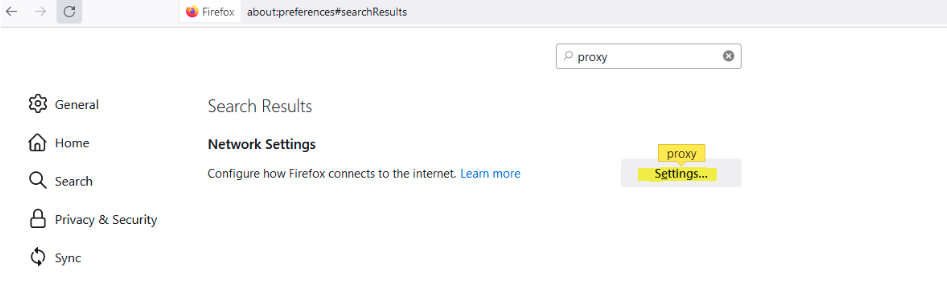 Firefox about:preferences#searchResults
proxy
General
Home
Search
Privacy & Security
Sync
Search Results
Network Settings
Configure how Firefox connects to the internet. Learn more
proxy
Settings...